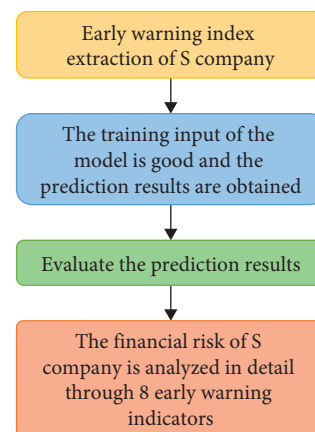 Early warning index
extraction of S company
The training input of the
model is good and the
prediction results are obtained
Evaluate the prediction results
The financial risk of S
company is analyzed in detail
through 8 early warning
indicators